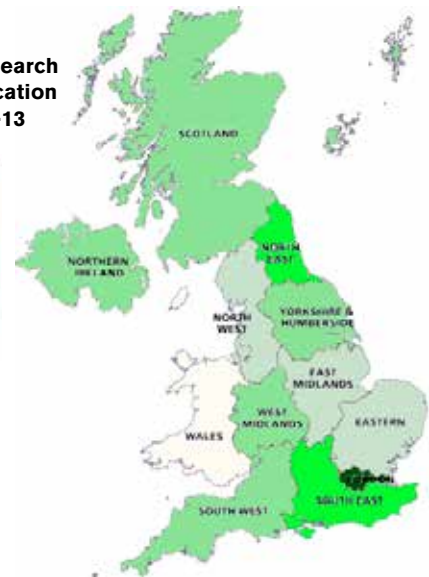 earch
cation
13
SCOTLAND
NORTH
EAST
NORTHERN
IRELAND
NORTH
WEST
YORKSHIRE &
HUMBERSIDE
EAST
MIDLANDS
WEST
MIDLANDS
EASTERN
WALES
SOUTH EAST
SOUTH WEST